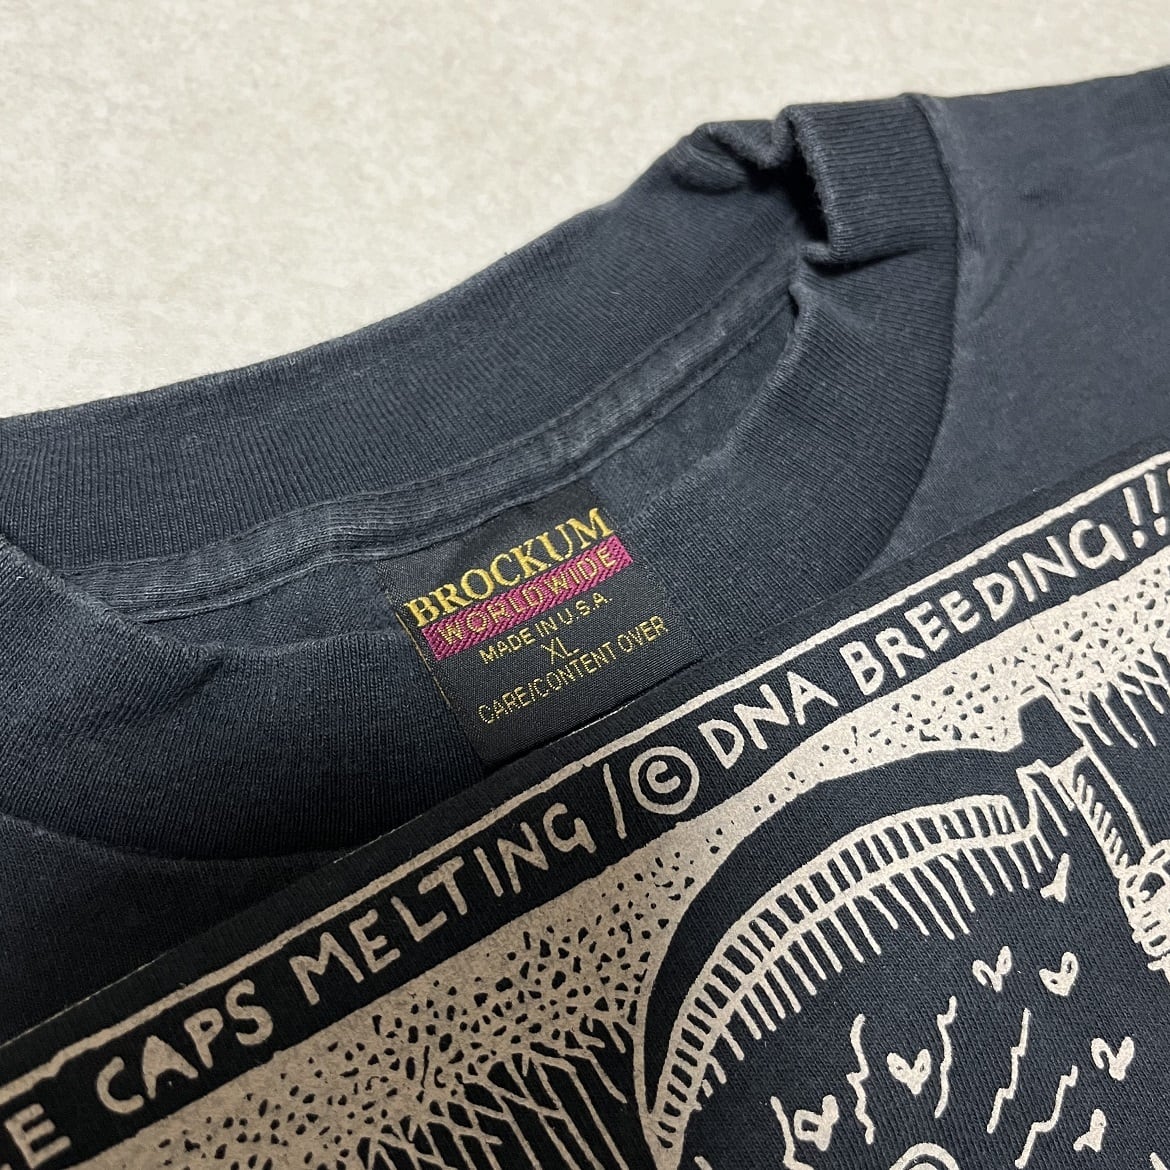 BROCKUM
WORLDWIDE
MADE IN U.S.A.
XL
CARE/CONTENT OVER
CAPS MELTING / © DNA BREEDING!!